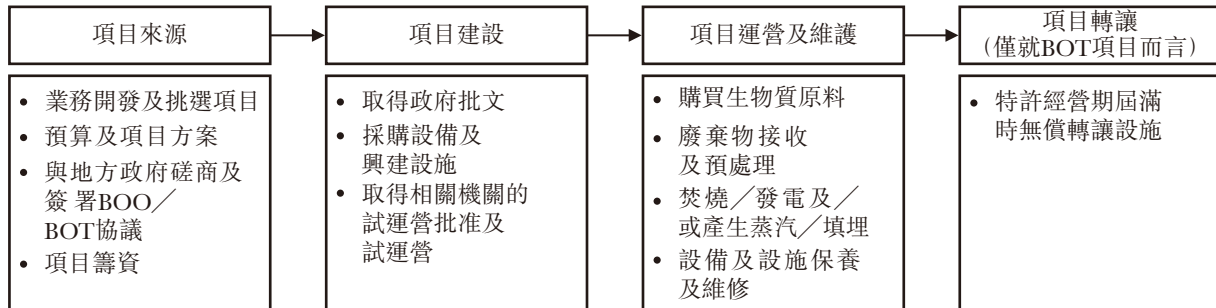 項目來源
• 業務開發及挑選項目
• 預算及項目方案
• 與地方政府磋商及
簽署BOO／
BOT協議
• 項目籌資
項目建設
• 取得政府批文
• 採購設備及
興建設施
• 取得相關機關的
試運營批准及
試運營
項目運營及維護
• 購買生物質原料
• 廢棄物接收
及預處理
• 焚燒／發電及／
或產生蒸汽／填埋
• 設備及設施保養
及維修
項目轉讓
（僅就BOT項目而言）
• 特許經營期屆滿
時無償轉讓設施